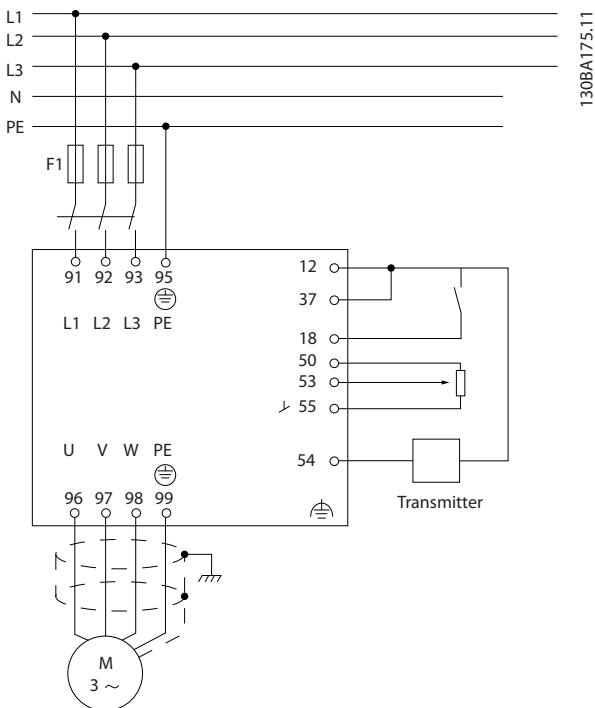 L1
L2
L3
N
PE
130BA175.11
F1
91 92 93 95
L1 L2 L3 PE
12
37
18
50
53
55
54
Transmitter
U V W PE
96 97 98 99
M
3 ~